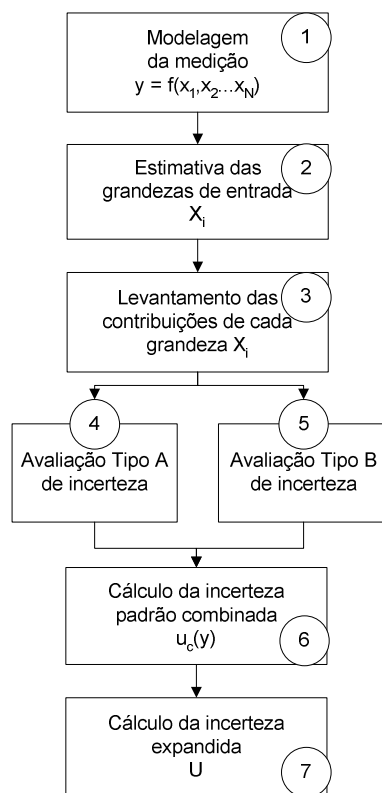 1
Modelagem
da medição
y = f(x₁,x₂...x_N)
2
Estimativa das
grandezas de entrada
Xᵢ
3
Levantamento das
contribuições de cada
grandeza Xᵢ
4
Avaliação Tipo A
de incerteza
5
Avaliação Tipo B
de incerteza
Cálculo da incerteza
padrão combinada
u_c(y)
6
Cálculo da incerteza
expandida
U
7